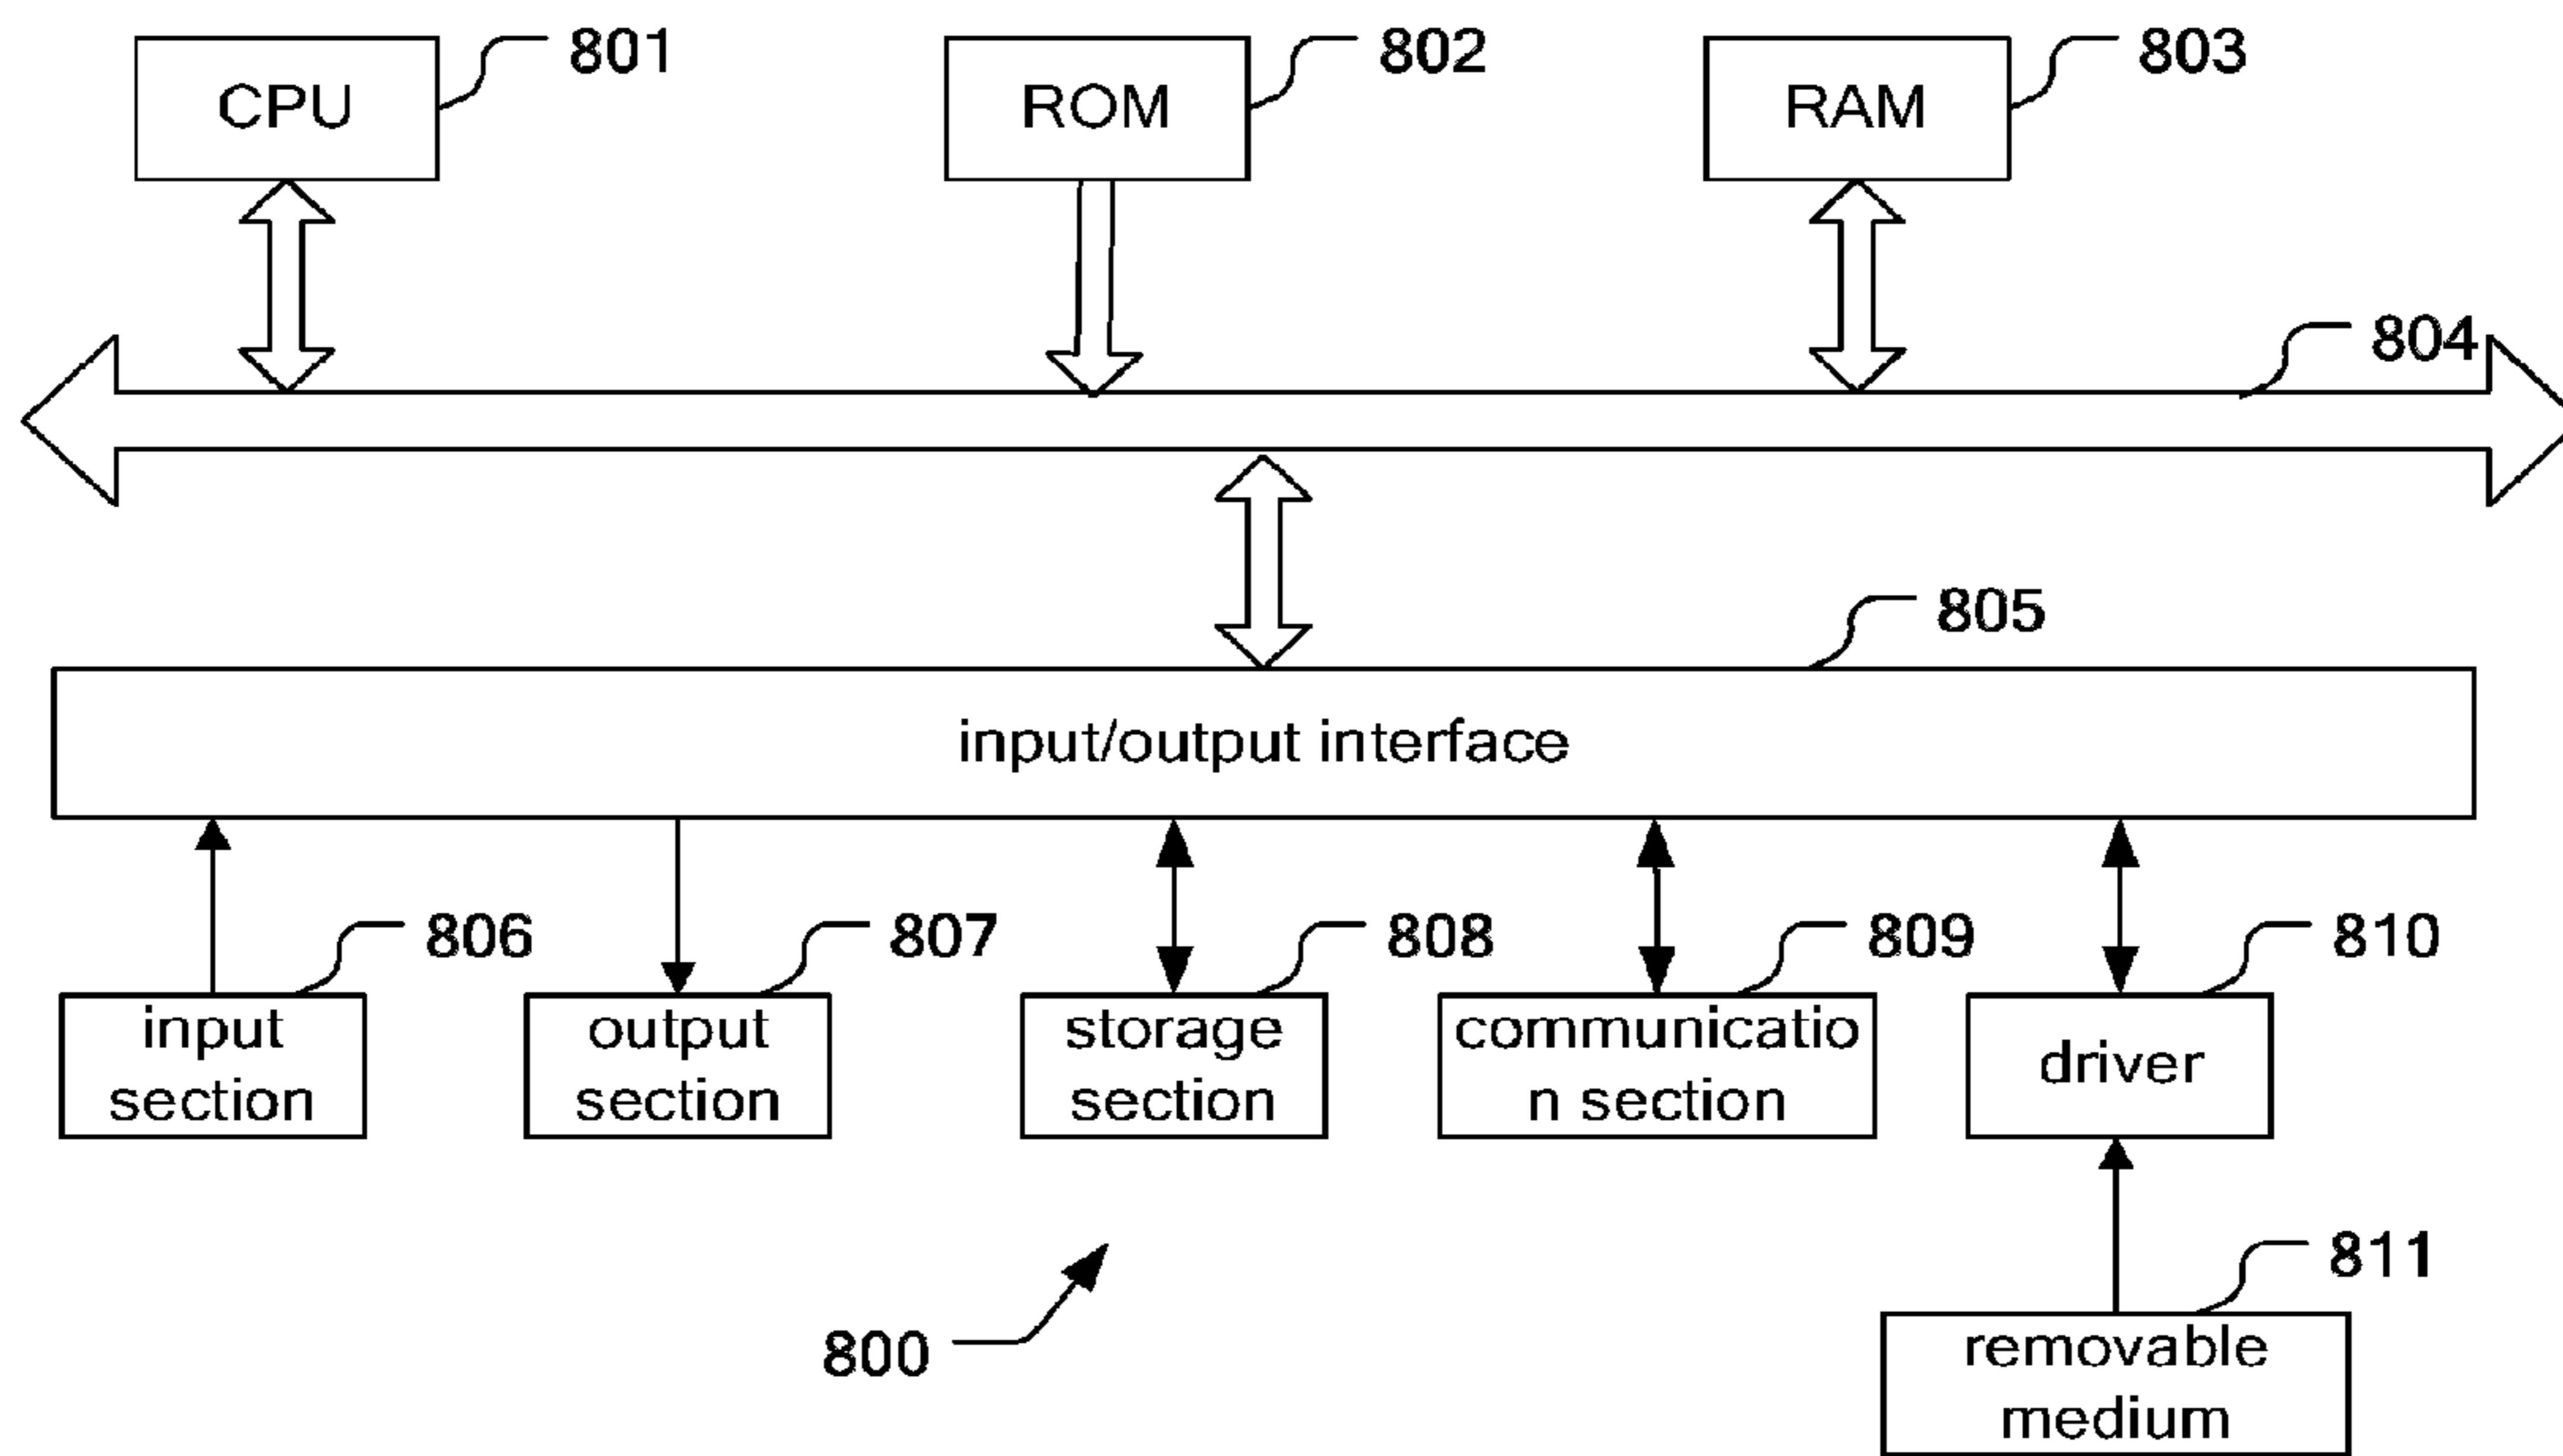 CPU
801
ROM
802
RAM
803
804
805
input/output interface
806
807
808
809
810
input
section
output
section
storage
section
communicatio
n section
driver
811
800
removable
medium